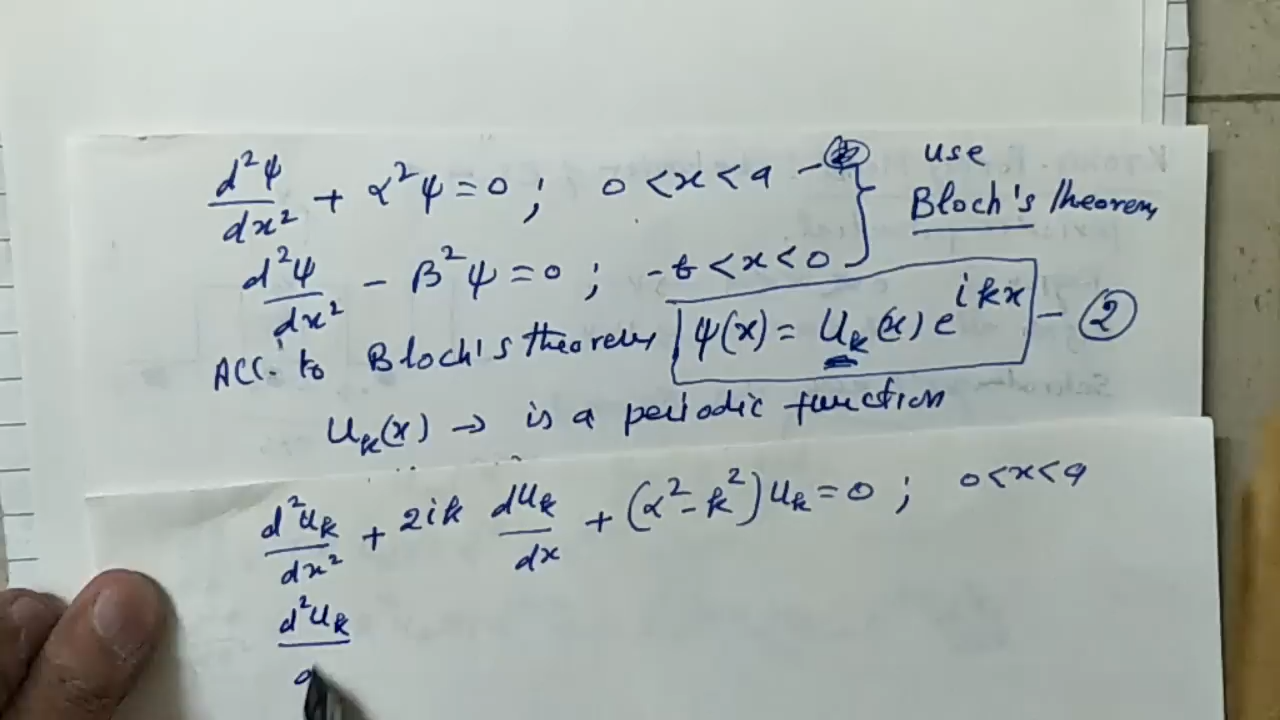 d²ψ/dx² + α²ψ = 0 ; 0 < x < a –
use
Bloch's theorem
d²ψ/dx² – β²ψ = 0 ; -b < x < 0
Acc. to Bloch's theorem ψ(x) = U_k(x) e^{ikx} – ②
U_k(x) → is a periodic function
d²U_k/dx² + 2ik dU_k/dx + (α² - k²) U_k = 0 ; 0 < x < a
d²U_k